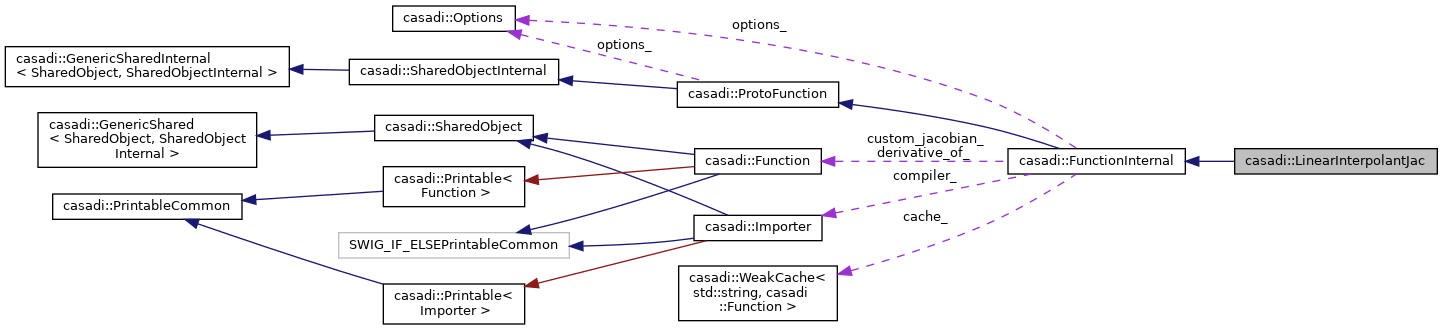 casadi::Options
options_
options_
casadi::GenericSharedInternal
< SharedObject, SharedObjectInternal >
casadi::SharedObjectInternal
casadi::ProtoFunction
casadi::GenericShared
< SharedObject, SharedObject
Internal >
casadi::SharedObject
custom_jacobian_
derivative_of_
casadi::Function
casadi::FunctionInternal
casadi::LinearInterpolantJac
casadi::Printable<
Function >
compiler_
casadi::PrintableCommon
cache_
casadi::Importer
SWIG_IF_ELSEPrintableCommon
casadi::WeakCache<
std::string, casadi
::Function >
casadi::Printable<
Importer >